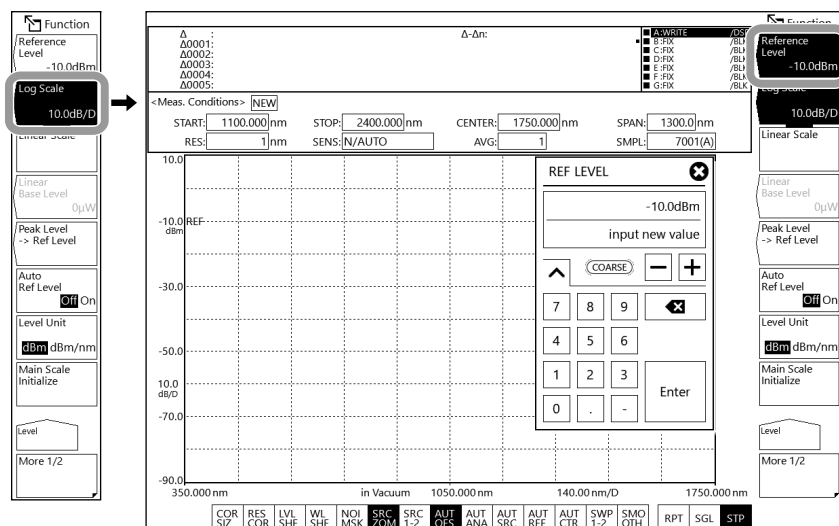 Function
Reference
Level
-10.0dBm
Log Scale
10.0dB/D
Linear Scale
Linear
Base Level
0μW
Peak Level
-> Ref Level
Auto
Ref Level
Off On
Level Unit
dBm dBm/nm
Main Scale
Initialize
Level
More 1/2
Δ :
Δ0001:
Δ0002:
Δ0003:
Δ0004:
Δ0005:
Δ-Δn:
A:WRITE /DSP
B:FIX /BLK
C:FIX /BLK
D:FIX /BLK
E:FIX /BLK
F:FIX /BLK
G:FIX /BLK
<Meas. Conditions> NEW
START: 1100.000 nm STOP: 2400.000 nm CENTER: 1750.000 nm SPAN: 1300.0 nm
RES: 1 nm SENS: N/AUTO AVG: 1 SMPL: 7001(A)
10.0
-10.0 REF
dBm
-30.0
-50.0
10.0
dB/D
-70.0
-90.0
350.000 nm in Vacuum 1050.000 nm 140.00 nm/D 1750.000 nm
REF LEVEL
-10.0dBm
input new value
COARSE − +
7 8 9
4 5 6
1 2 3
Enter
0 . -
COR RES LVL WL NOI SRC SRC AUT AUT AUT AUT AUT SWP SMO
SIZ COR SHF SHF MSK ZOM 1-2 OFS ANA SRC REF CTR 1-2 OTH
RPT SGL STP
Function
Reference
Level
-10.0dBm
Log Scale
10.0dB/D
Linear Scale
Linear
Base Level
0μW
Peak Level
-> Ref Level
Auto
Ref Level
Off On
Level Unit
dBm dBm/nm
Main Scale
Initialize
Level
More 1/2